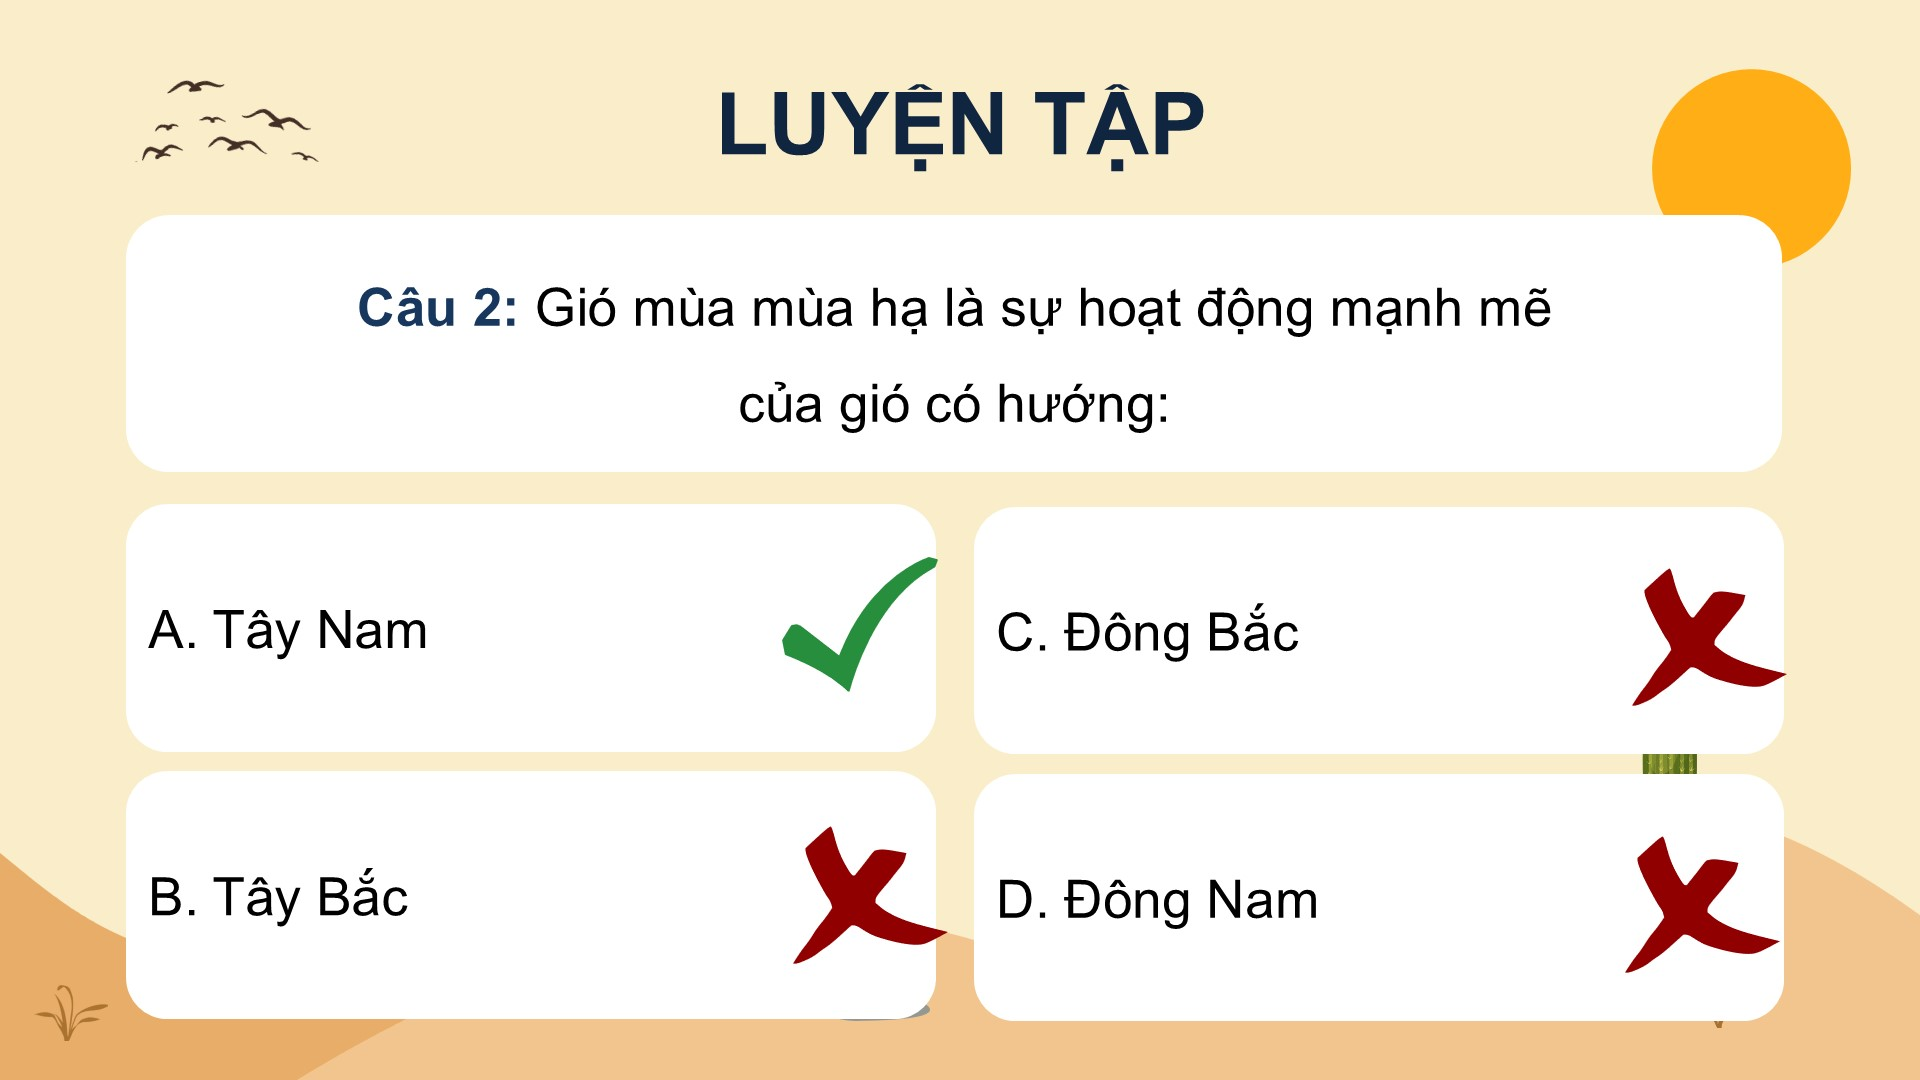 LUYỆN TẬP
Câu 2: Gió mùa mùa hạ là sự hoạt động mạnh mẽ
của gió có hướng:
A. Tây Nam
C. Đông Bắc
B. Tây Bắc
D. Đông Nam